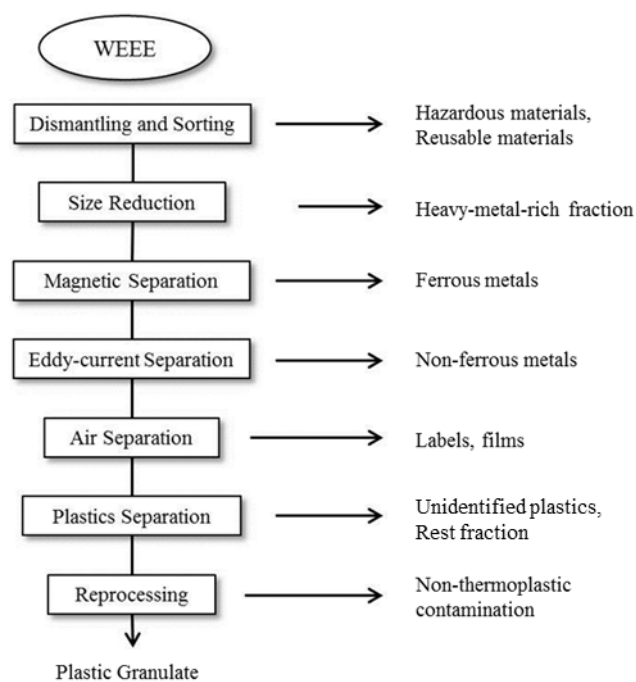 WEEE
Dismantling and Sorting
Hazardous materials,
Reusable materials
Size Reduction
Heavy-metal-rich fraction
Magnetic Separation
Ferrous metals
Eddy-current Separation
Non-ferrous metals
Air Separation
Labels, films
Plastics Separation
Unidentified plastics,
Rest fraction
Reprocessing
Non-thermoplastic
contamination
Plastic Granulate